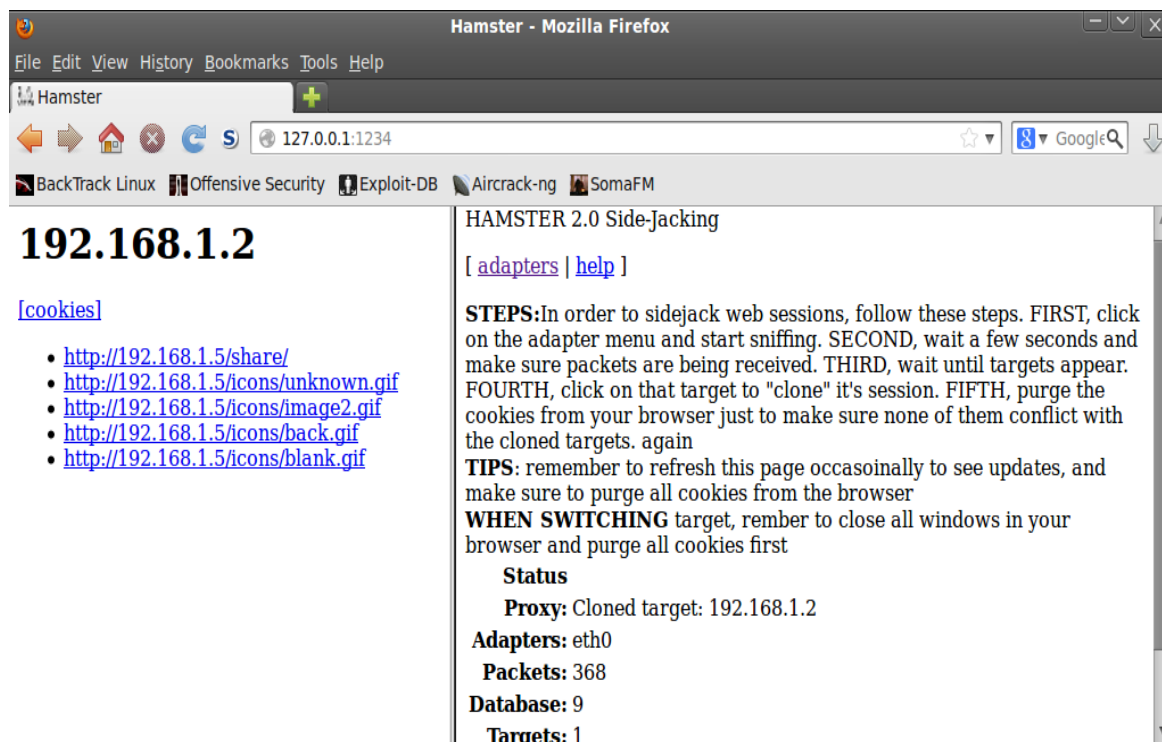 Hamster - Mozilla Firefox
File Edit View History Bookmarks Tools Help
Hamster
S 127.0.0.1:1234 8 Google
BackTrack Linux Offensive Security Exploit-DB Aircrack-ng SomaFM
192.168.1.2
[cookies]
• http://192.168.1.5/share/
• http://192.168.1.5/icons/unknown.gif
• http://192.168.1.5/icons/image2.gif
• http://192.168.1.5/icons/back.gif
• http://192.168.1.5/icons/blank.gif
HAMSTER 2.0 Side-Jacking
[ adapters | help ]
STEPS:In order to sidejack web sessions, follow these steps. FIRST, click
on the adapter menu and start sniffing. SECOND, wait a few seconds and
make sure packets are being received. THIRD, wait until targets appear.
FOURTH, click on that target to "clone" it's session. FIFTH, purge the
cookies from your browser just to make sure none of them conflict with
the cloned targets. again
TIPS: remember to refresh this page occasoinally to see updates, and
make sure to purge all cookies from the browser
WHEN SWITCHING target, rember to close all windows in your
browser and purge all cookies first
Status
Proxy: Cloned target: 192.168.1.2
Adapters: eth0
Packets: 368
Database: 9
Targets: 1